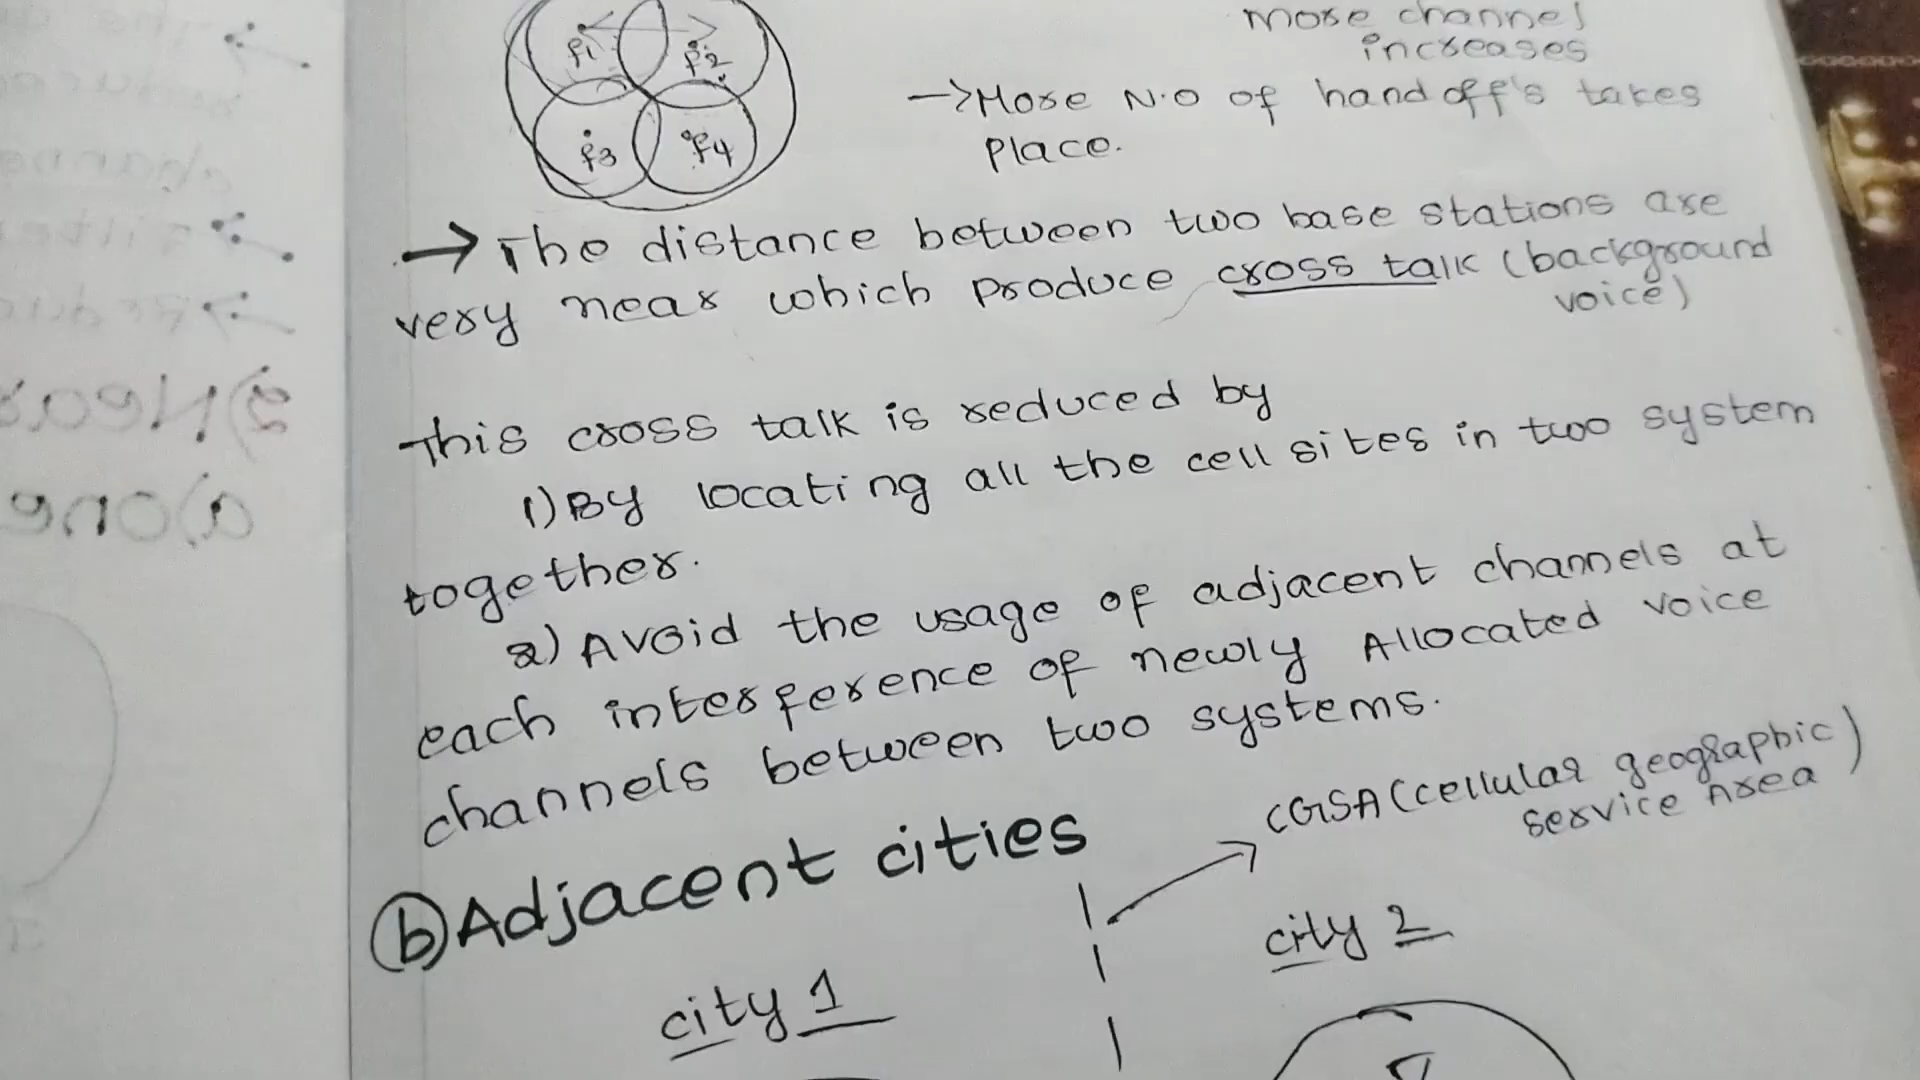 more channel
increases
f1 f2
→More N.O of hand off's takes
place.
f3 f4
→The distance between two base stations are
very near which produce cross talk (background
voice)
This cross talk is reduced by
1) By locating all the cell sites in two system
together.
2) Avoid the usage of adjacent channels at
each interference of newly Allocated voice
channels between two systems.
CGSA (cellular geographic)
service Area
(b) Adjacent cities
city 2
city 1